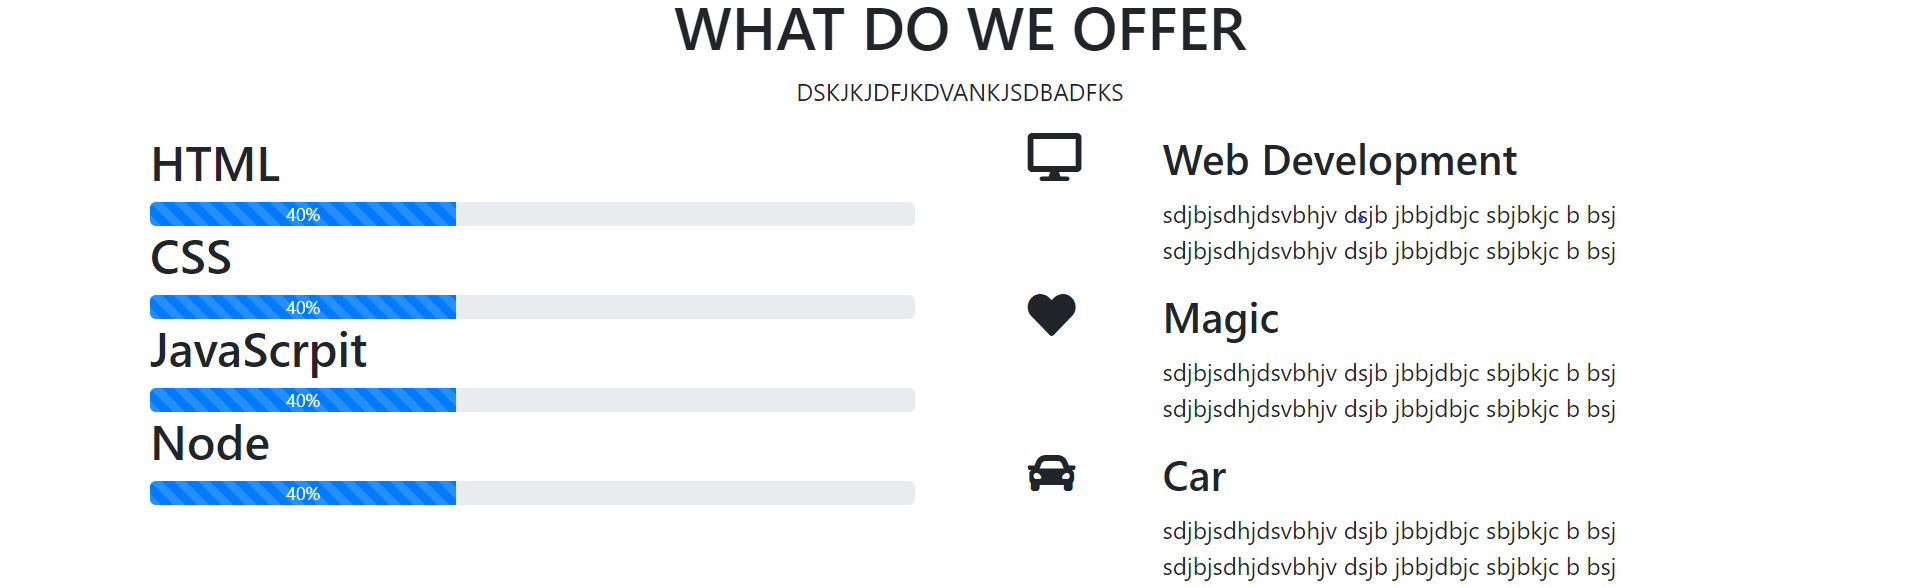 WHAT DO WE OFFER
DSKJKJDFJKDVANKJSDBADFKS
HTML
40%
CSS
40%
JavaScrpit
40%
Node
40%
Web Development
sdjbjsdhjdsvbhjv dsjb jbbjdbjc sbjbkjc b bsj
sdjbjsdhjdsvbhjv dsjb jbbjdbjc sbjbkjc b bsj
Magic
sdjbjsdhjdsvbhjv dsjb jbbjdbjc sbjbkjc b bsj
sdjbjsdhjdsvbhjv dsjb jbbjdbjc sbjbkjc b bsj
Car
sdjbjsdhjdsvbhjv dsjb jbbjdbjc sbjbkjc b bsj
sdjbjsdhjdsvbhjv dsjb jbbjdbjc sbjbkjc b bsj